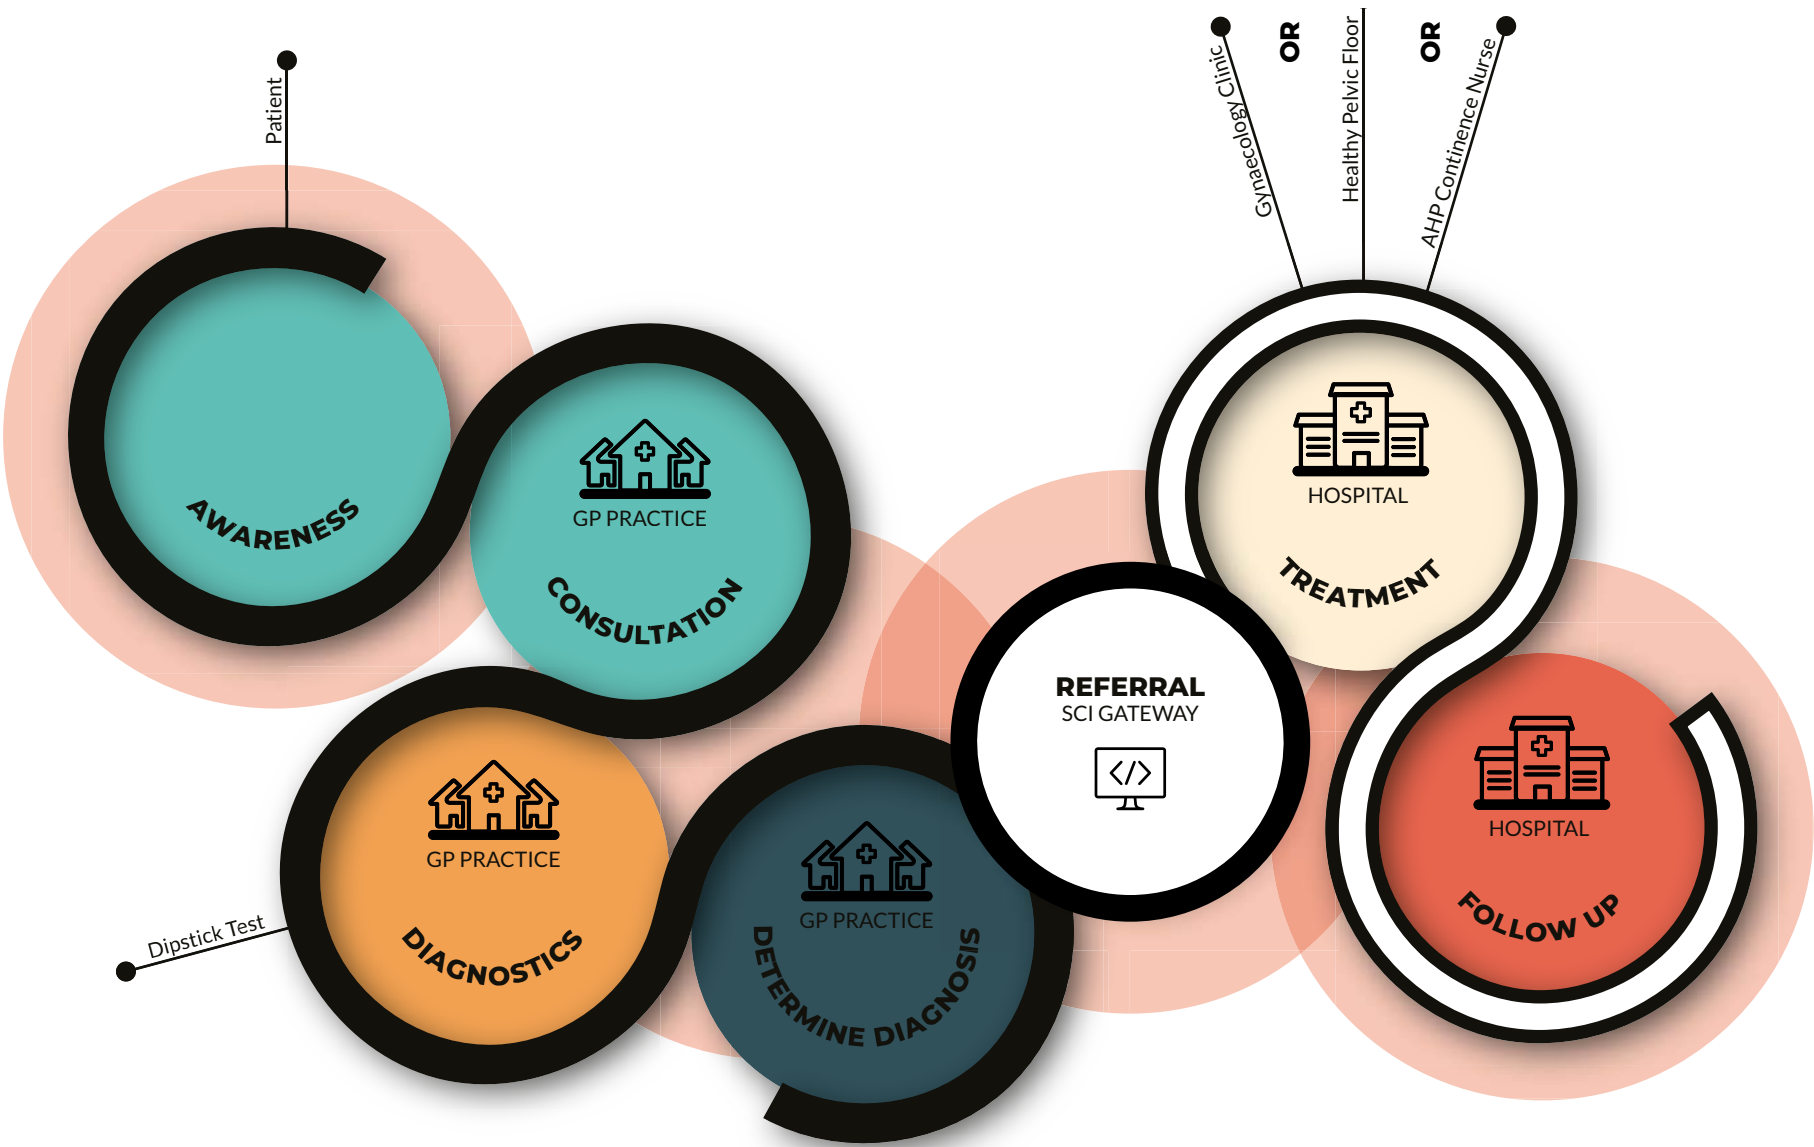 Patient
AWARENESS
GP PRACTICE
CONSULTATION
GP PRACTICE
DIAGNOSTICS
Dipstick Test
GP PRACTICE
DETERMINE DIAGNOSIS
REFERRAL
SCI GATEWAY
</>
Gynaecology Clinic
OR
Healthy Pelvic Floor
OR
AHP Continence Nurse
HOSPITAL
TREATMENT
HOSPITAL
FOLLOW UP